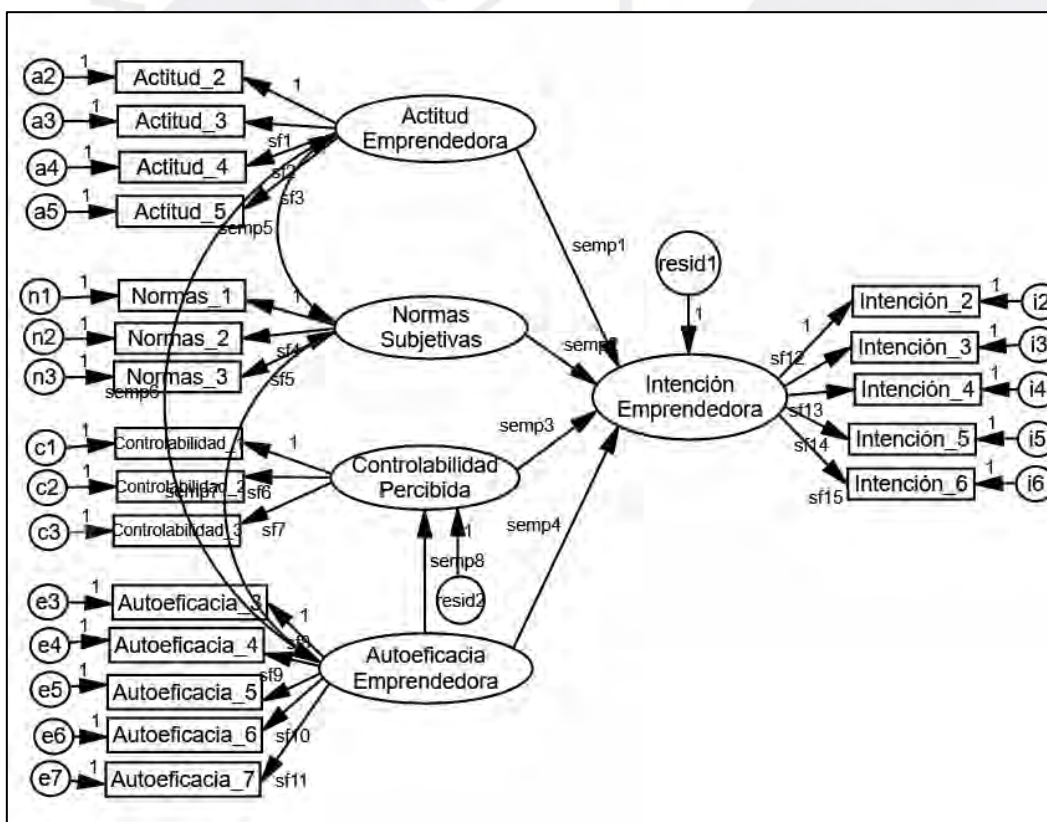 a2 1 Actitud_2
a3 1 Actitud_3
a4 1 Actitud_4
a5 1 Actitud_5
1
sf1
sf2
sf3
Actitud
Emprendedora
semp5
semp1
n1 1 Normas_1
n2 1 Normas_2
n3 1 Normas_3
1
sf4
sf5
Normas
Subjetivas
semp6
resid1
1
c1 1 Controlabilidad_1
c2 1 Controlabilidad_2
c3 1 Controlabilidad_3
1
sf6
sf7
Controlabilidad
Percibida
semp3
semp7
semp4
semp8
1
resid2
Intención
Emprendedora
e3 1 Autoeficacia_3
e4 1 Autoeficacia_4
e5 1 Autoeficacia_5
e6 1 Autoeficacia_6
e7 1 Autoeficacia_7
1
sf9
sf10
sf11
Autoeficacia
Emprendedora
1
sf12
sf13
sf14
sf15
Intención_2 1 i2
Intención_3 1 i3
Intención_4 1 i4
Intención_5 1 i5
Intención_6 1 i6